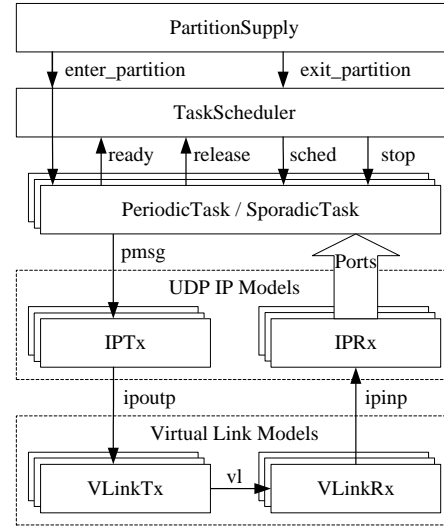 PartitionSupply
enter_partition exit_partition
TaskScheduler
ready release sched stop
PeriodicTask / SporadicTask
pmsg Ports
UDP IP Models
IPTx IPRx
ipoutp ipinp
Virtual Link Models
VLinkTx vl VLinkRx